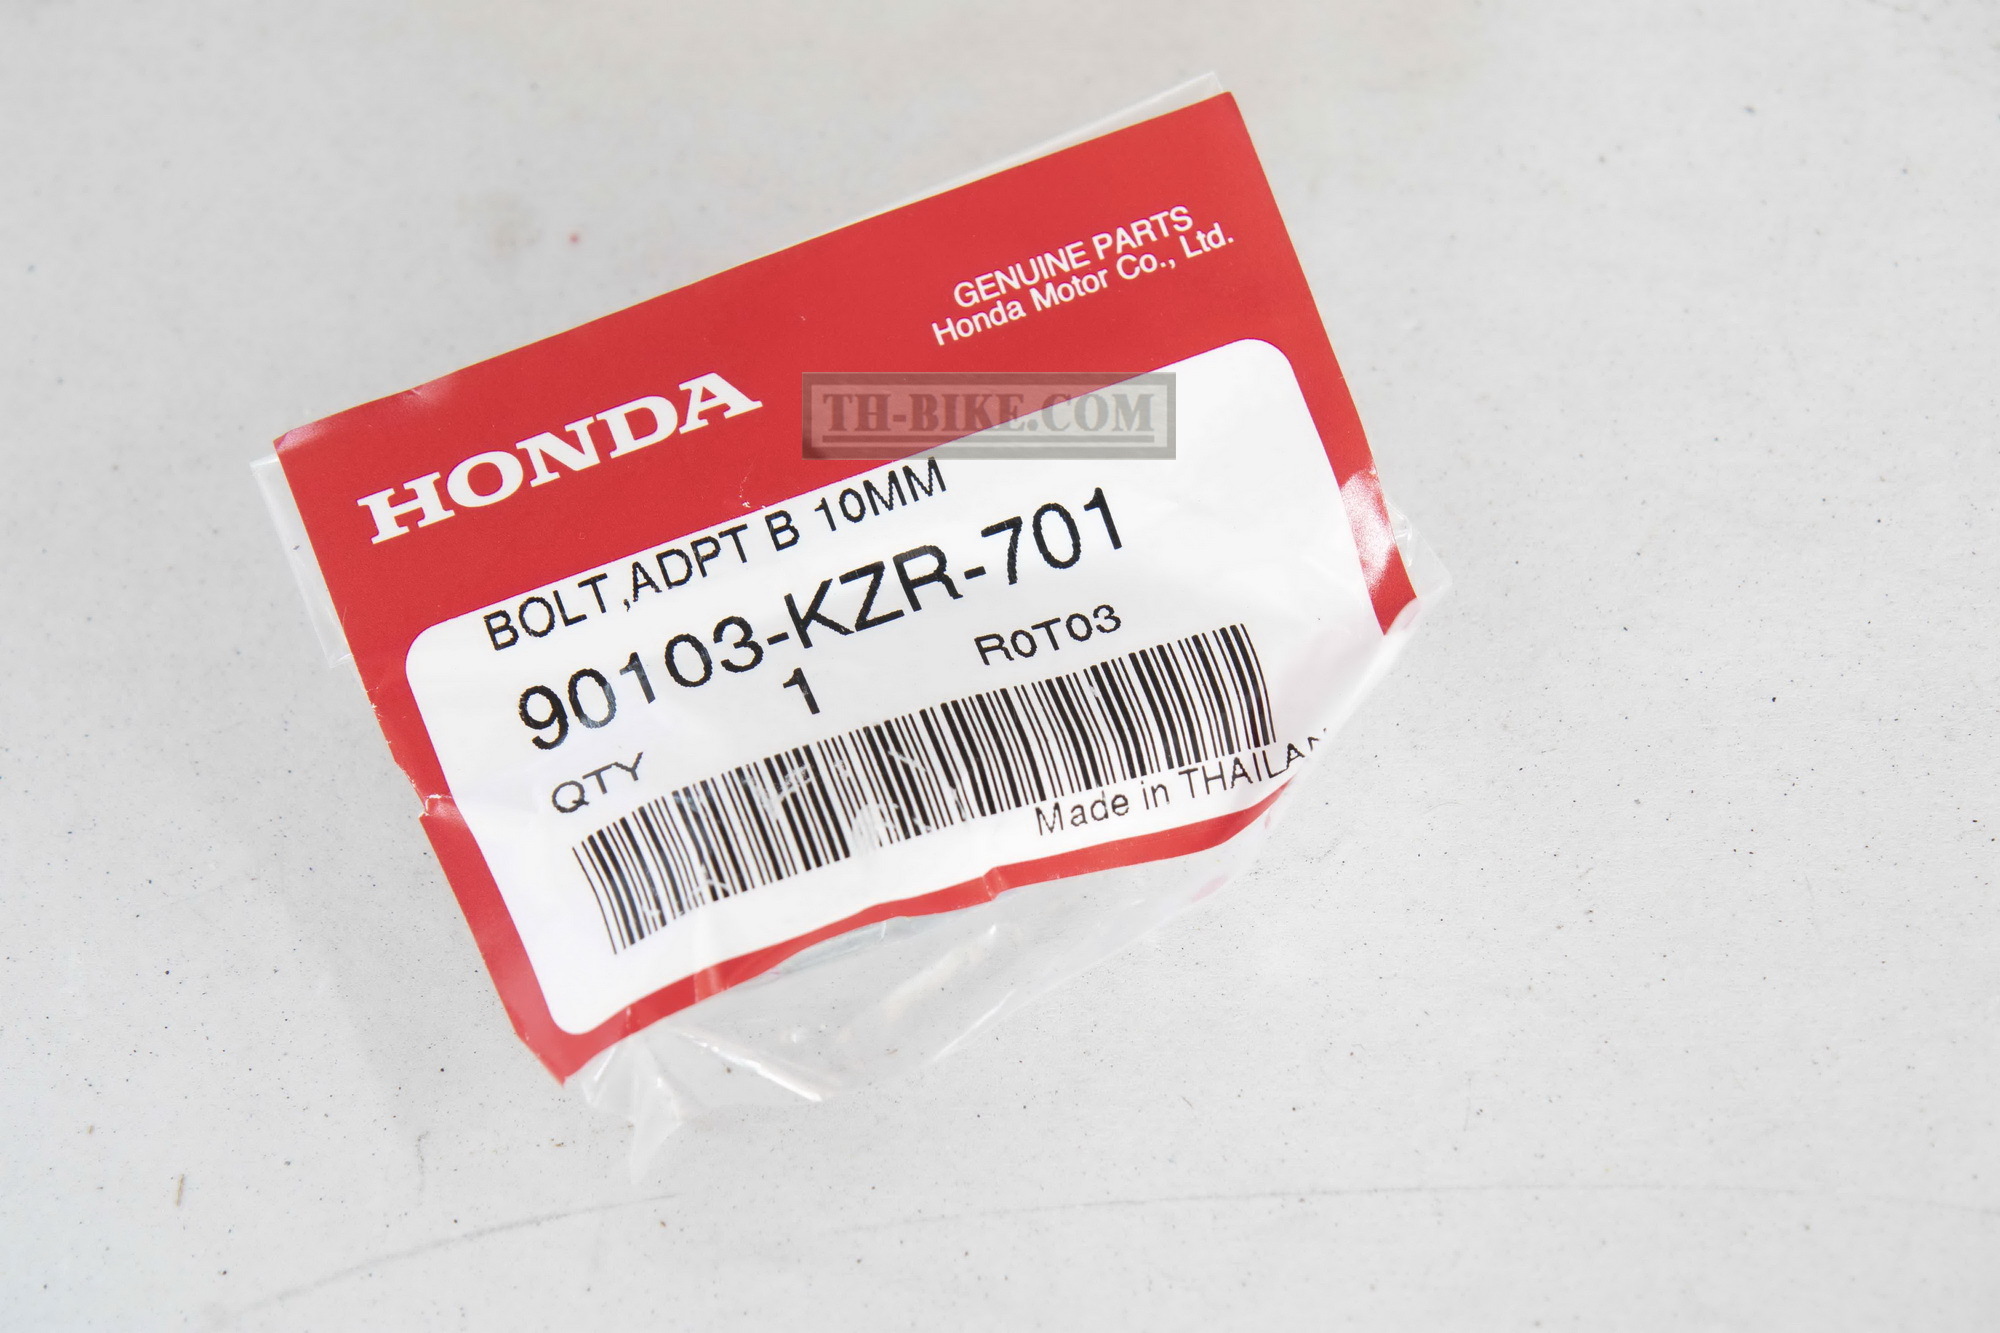 GENUINE PARTS
Honda Motor Co., Ltd.
HONDA
TH-BIKE.COM
BOLT,ADPT B 10MM
90103-KZR-701
1
R0T03
QTY
Made in THAILAN